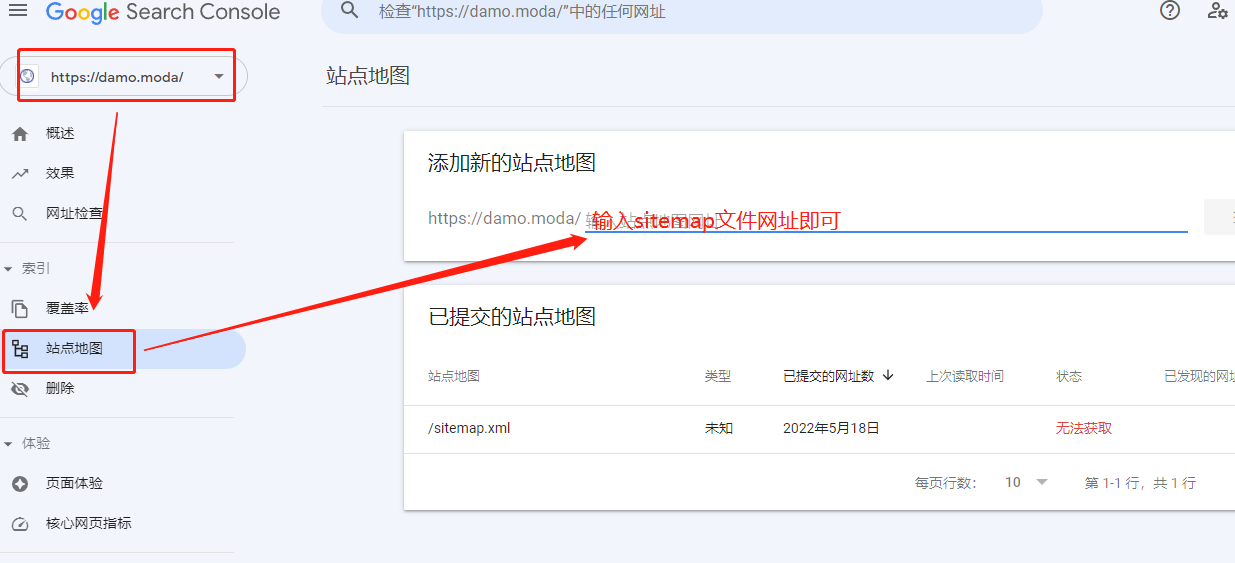 Google Search Console
检查“https://damo.moda/”中的任何网址
https://damo.moda/
站点地图
概述
效果
网址检查
索引
覆盖率
站点地图
删除
体验
页面体验
核心网页指标
添加新的站点地图
https://damo.moda/
输入sitemap文件网址即可
已提交的站点地图
站点地图 类型 已提交的网址数 上次读取时间 状态 已发现的网
/sitemap.xml 未知 2022年5月18日 无法获取
每页行数: 10 第 1-1 行，共 1 行